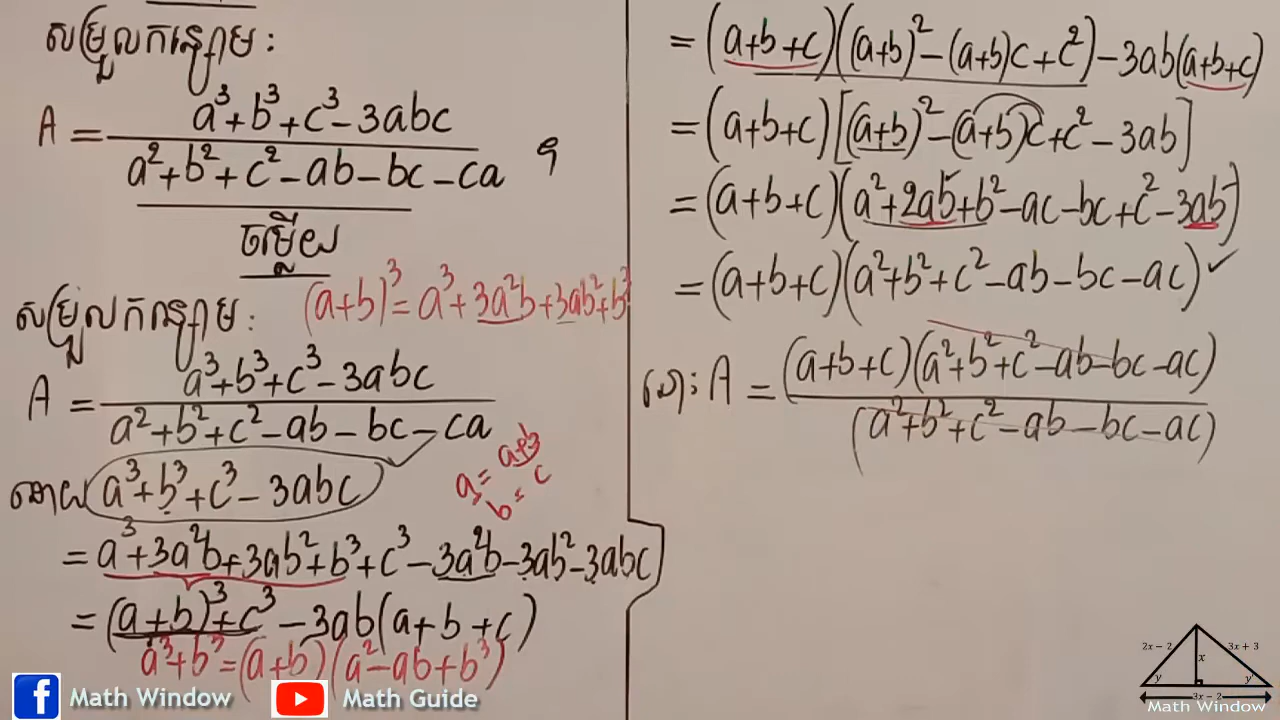 សម្រួលកន្សោម :
A = (a³+b³+c³-3abc)/(a²+b²+c²-ab-bc-ca) ។
ចម្លើយ
សម្រួលកន្សោម :
(a+b)³ = a³+3a²b+3ab²+b³
A = (a³+b³+c³-3abc)/(a²+b²+c²-ab-bc-ca)
a = a+b
b = c
ដោយ a³+b³+c³-3abc
= a³+3a²b+3ab²+b³+c³-3a²b-3ab²-3abc
= (a+b)³+c³-3ab(a+b+c)
a³+b³=(a+b)(a²-ab+b³)
= (a+b+c)((a+b)²-(a+b)c+c²)-3ab(a+b+c)
= (a+b+c)[(a+b)²-(a+b)c+c²-3ab]
= (a+b+c)(a²+2ab+b²-ac-bc+c²-3ab)
= (a+b+c)(a²+b²+c²-ab-bc-ac) ✓
នោះ: A = (a+b+c)(a²+b²+c²-ab-bc-ac)/(a²+b²+c²-ab-bc-ac)
f Math Window
Math Guide
2x - 2
3x + 3
x
y
y
3x - 2
Math Window